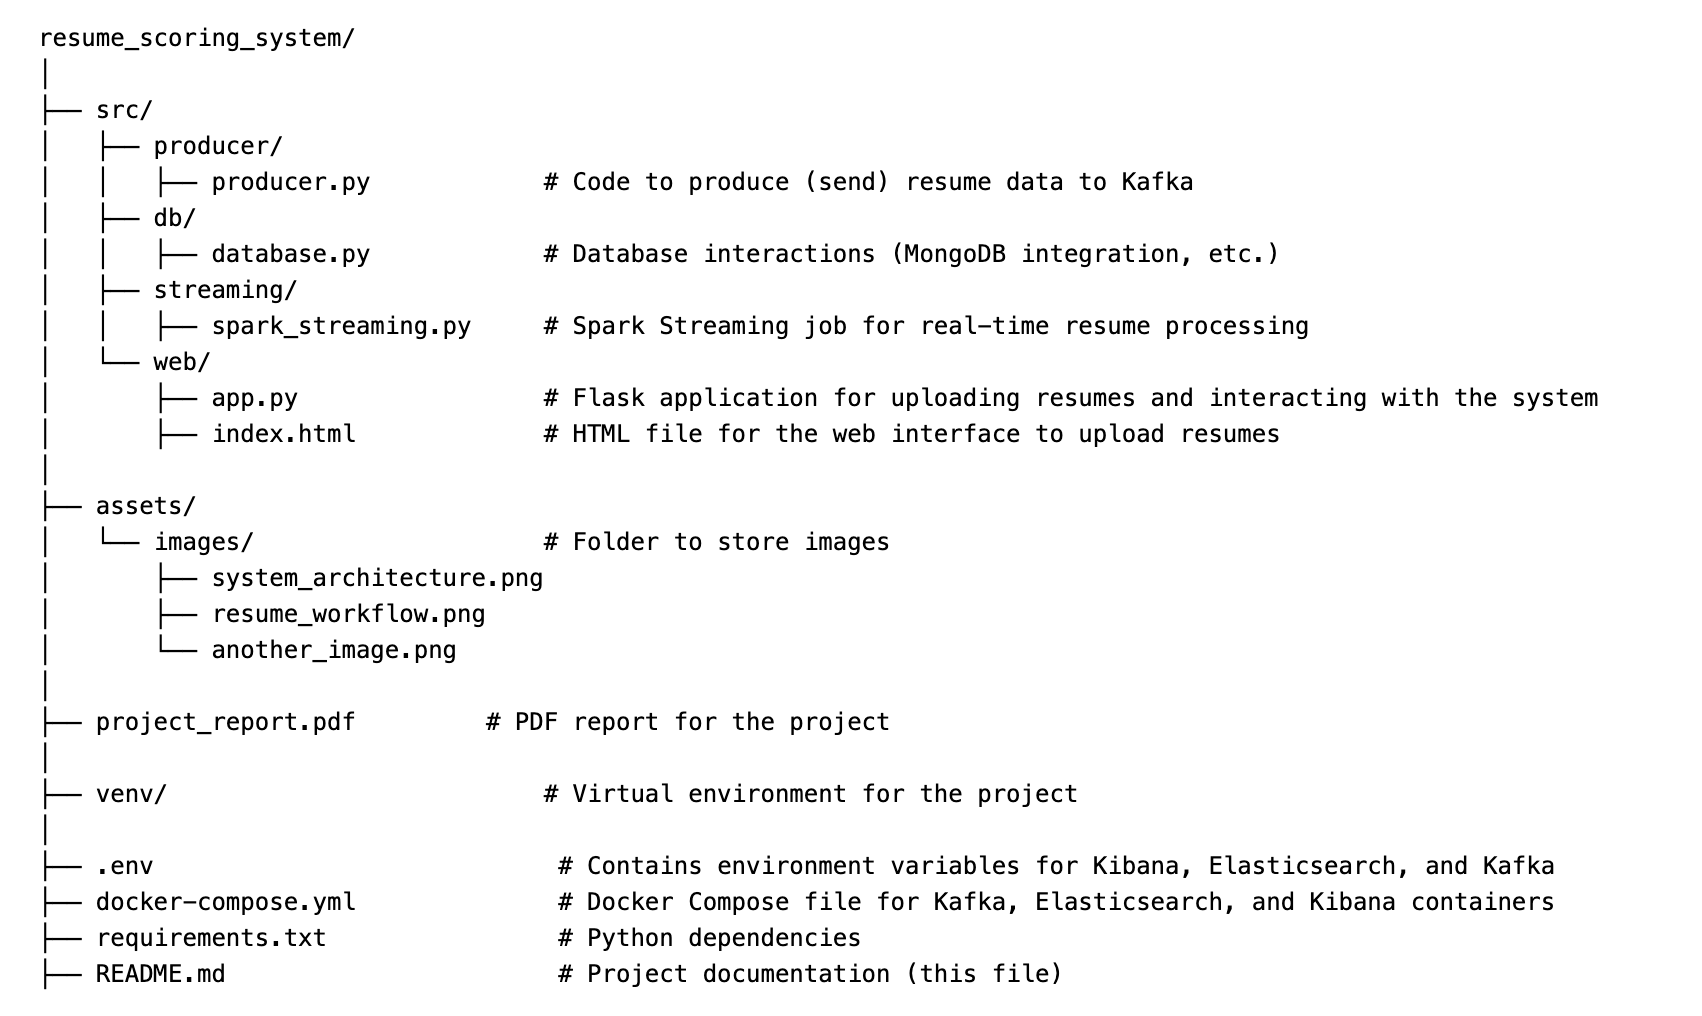 resume_scoring_system/
│
├── src/
│   ├── producer/
│   │   ├── producer.py            # Code to produce (send) resume data to Kafka
│   ├── db/
│   │   ├── database.py            # Database interactions (MongoDB integration, etc.)
│   ├── streaming/
│   │   ├── spark_streaming.py     # Spark Streaming job for real-time resume processing
│   └── web/
│       ├── app.py                 # Flask application for uploading resumes and interacting with the system
│       ├── index.html             # HTML file for the web interface to upload resumes
│
├── assets/
│   └── images/                    # Folder to store images
│       ├── system_architecture.png
│       ├── resume_workflow.png
│       └── another_image.png
│
├── project_report.pdf         # PDF report for the project
│
├── venv/                          # Virtual environment for the project
│
├── .env                            # Contains environment variables for Kibana, Elasticsearch, and Kafka
├── docker-compose.yml              # Docker Compose file for Kafka, Elasticsearch, and Kibana containers
├── requirements.txt                # Python dependencies
├── README.md                       # Project documentation (this file)